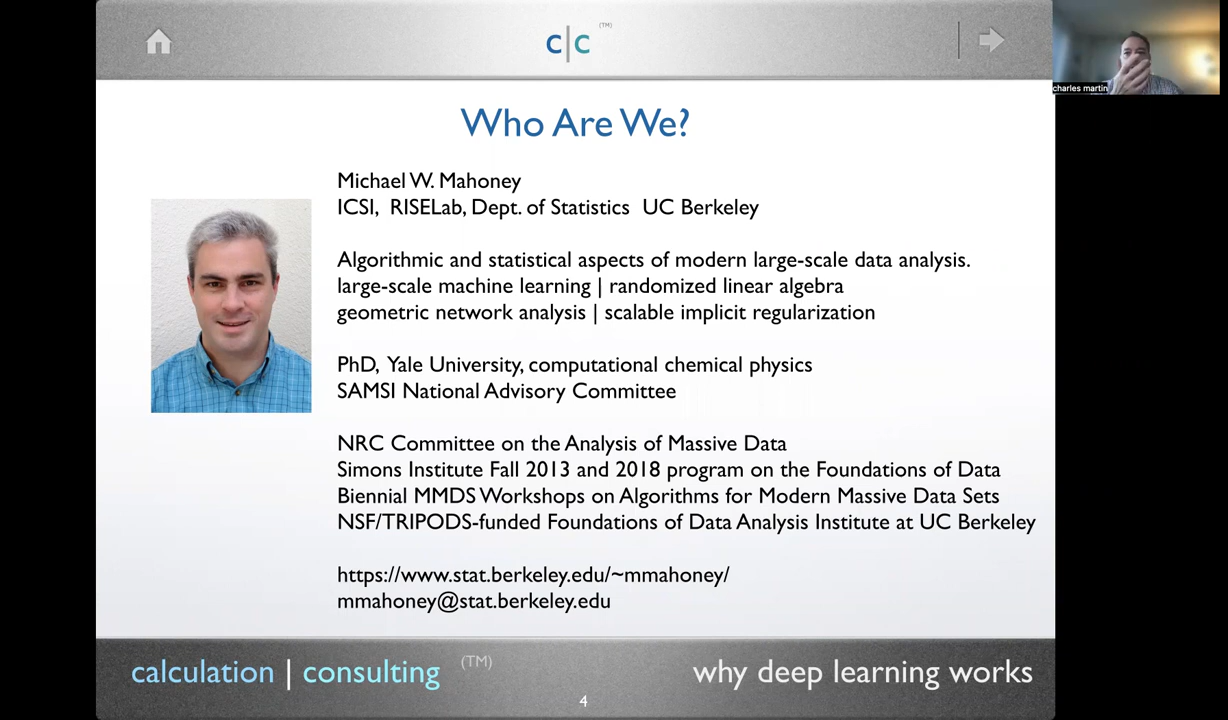 c|c (TM)
charles martin
Who Are We?
Michael W. Mahoney
ICSI, RISELab, Dept. of Statistics UC Berkeley
Algorithmic and statistical aspects of modern large-scale data analysis.
large-scale machine learning | randomized linear algebra
geometric network analysis | scalable implicit regularization
PhD, Yale University, computational chemical physics
SAMSI National Advisory Committee
NRC Committee on the Analysis of Massive Data
Simons Institute Fall 2013 and 2018 program on the Foundations of Data
Biennial MMDS Workshops on Algorithms for Modern Massive Data Sets
NSF/TRIPODS-funded Foundations of Data Analysis Institute at UC Berkeley
https://www.stat.berkeley.edu/~mmahoney/
mmahoney@stat.berkeley.edu
calculation | consulting (TM)
why deep learning works
4